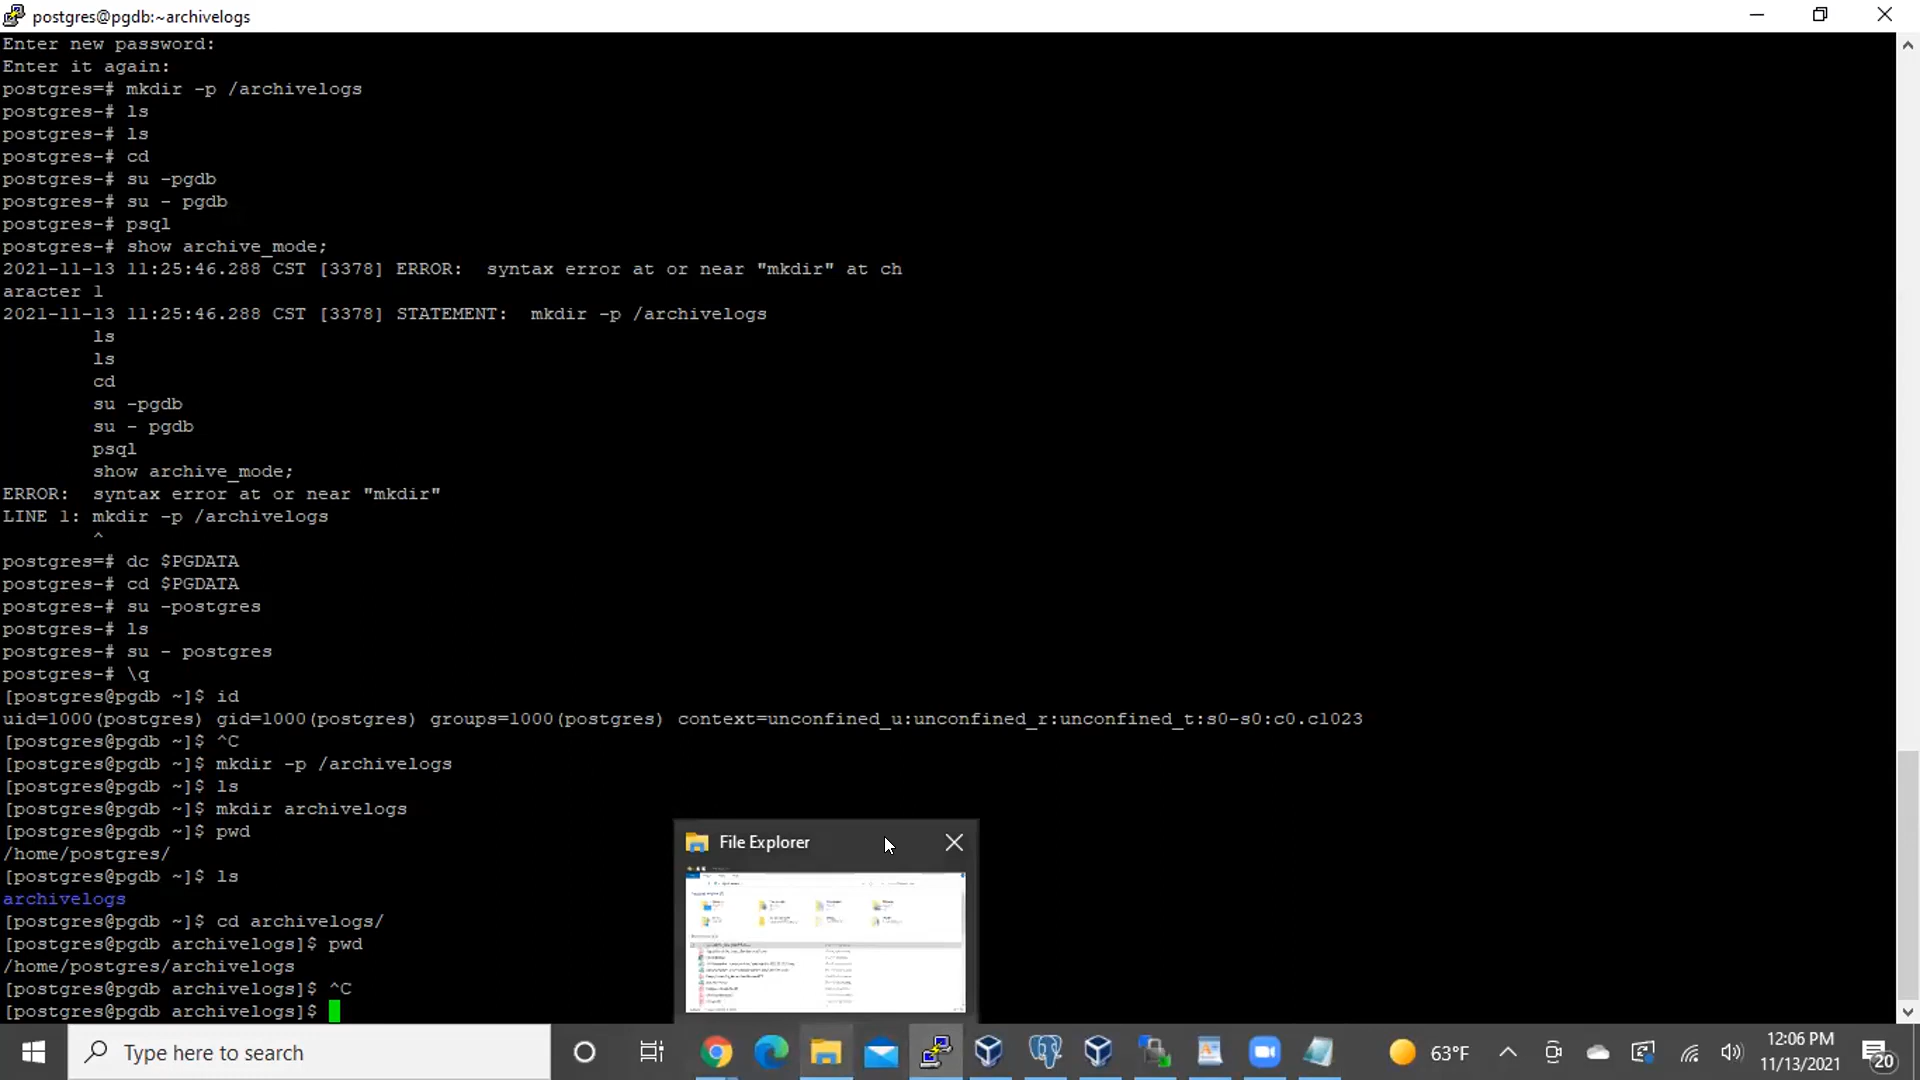 postgres@pgdb:~archivelogs
Enter new password:
Enter it again:
postgres=# mkdir -p /archivelogs
postgres-# ls
postgres-# ls
postgres-# cd
postgres-# su -pgdb
postgres-# su - pgdb
postgres-# psql
postgres-# show archive_mode;
2021-11-13 11:25:46.288 CST [3378] ERROR:  syntax error at or near "mkdir" at ch
aracter 1
2021-11-13 11:25:46.288 CST [3378] STATEMENT:  mkdir -p /archivelogs
ls
ls
cd
su -pgdb
su - pgdb
psql
show archive_mode;
ERROR:  syntax error at or near "mkdir"
LINE 1: mkdir -p /archivelogs
^
postgres=# dc $PGDATA
postgres-# cd $PGDATA
postgres-# su -postgres
postgres-# ls
postgres-# su - postgres
postgres-# \q
[postgres@pgdb ~]$ id
uid=1000(postgres) gid=1000(postgres) groups=1000(postgres) context=unconfined_u:unconfined_r:unconfined_t:s0-s0:c0.c1023
[postgres@pgdb ~]$ ^C
[postgres@pgdb ~]$ mkdir -p /archivelogs
[postgres@pgdb ~]$ ls
[postgres@pgdb ~]$ mkdir archivelogs
[postgres@pgdb ~]$ pwd
/home/postgres/
[postgres@pgdb ~]$ ls
archivelogs
[postgres@pgdb ~]$ cd archivelogs/
[postgres@pgdb archivelogs]$ pwd
/home/postgres/archivelogs
[postgres@pgdb archivelogs]$ ^C
[postgres@pgdb archivelogs]$
File Explorer
Type here to search
63°F
12:06 PM
11/13/2021
20